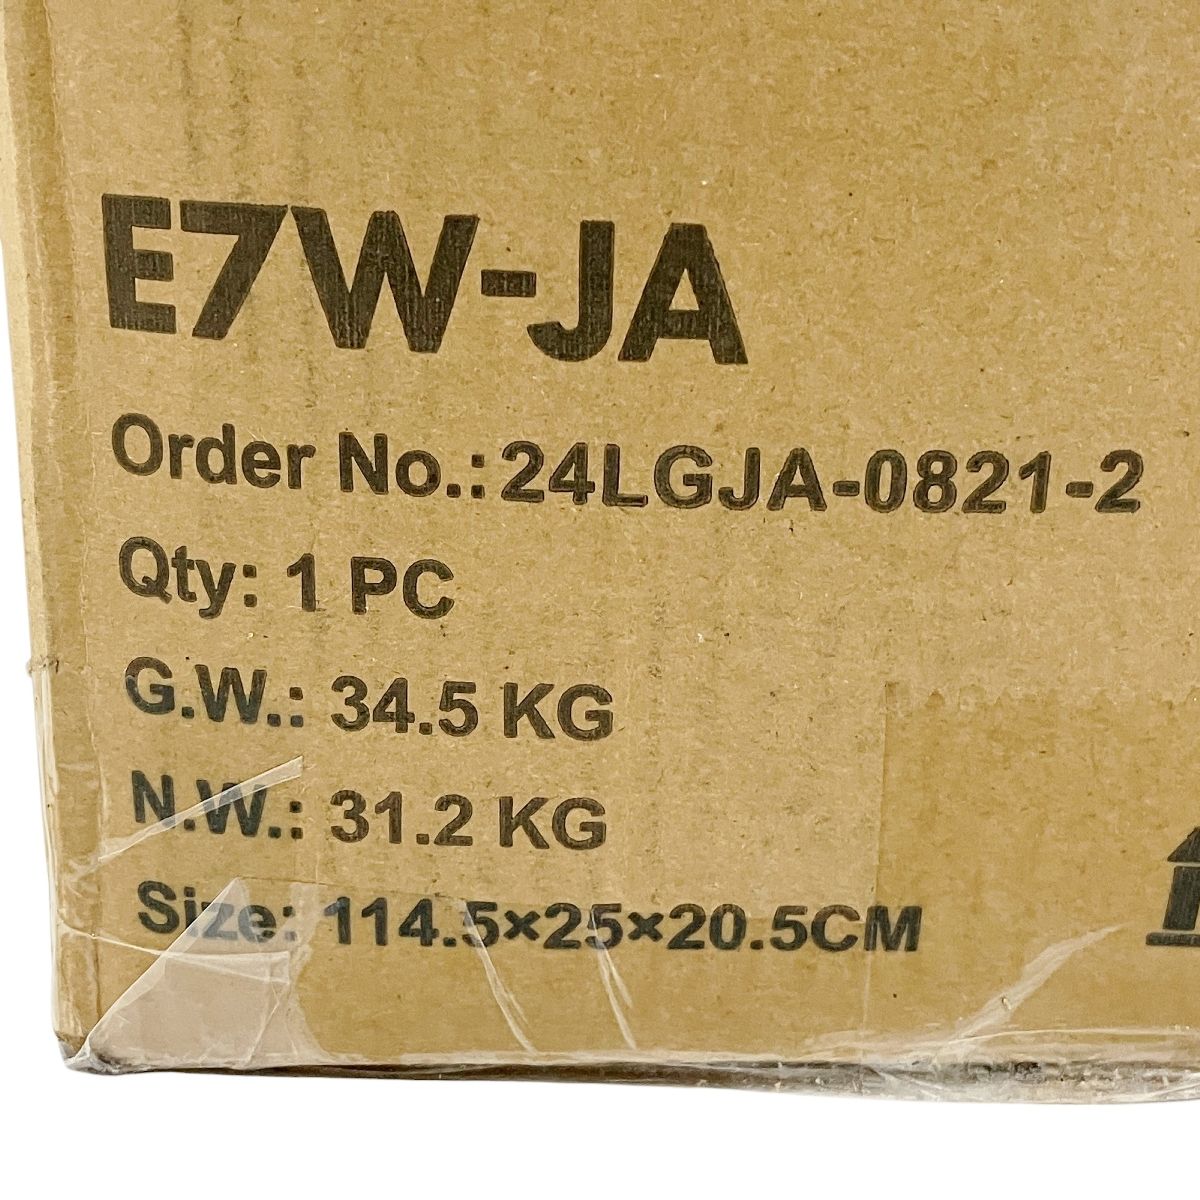 E7W-JA
Order No.:24LGJA-0821-2
Qty: 1 PC
G.W.: 34.5 KG
N.W.: 31.2 KG
Size: 114.5×25×20.5CM